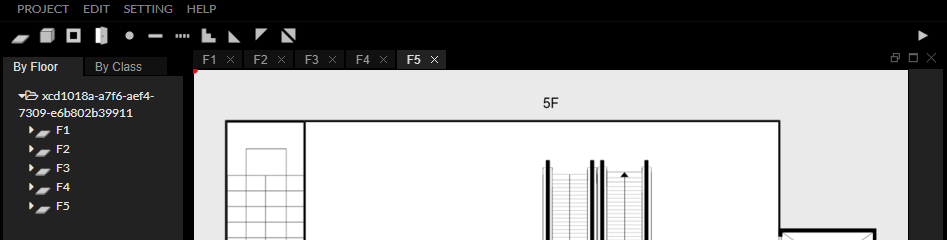 PROJECT EDIT SETTING HELP
F1 F2 F3 F4 F5
By Floor By Class
xcd1018a-a7f6-aef4-
7309-e6b802b39911
F1
F2
F3
F4
F5
5F